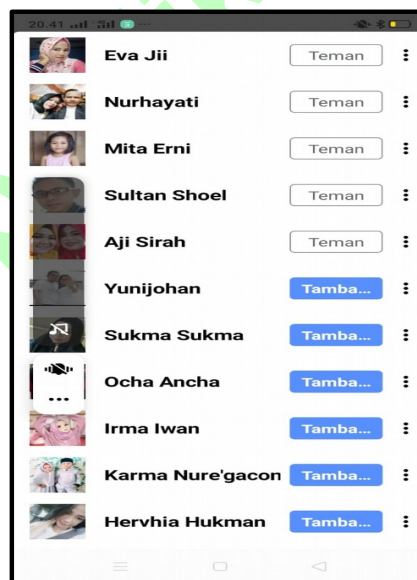 20.41
Eva Jii Teman
Nurhayati Teman
Mita Erni Teman
Sultan Shoel Teman
Aji Sirah Teman
Yunijohan Tamba...
Sukma Sukma Tamba...
Ocha Ancha Tamba...
Irma Iwan Tamba...
Karma Nure'gacon Tamba...
Hervhia Hukman Tamba...